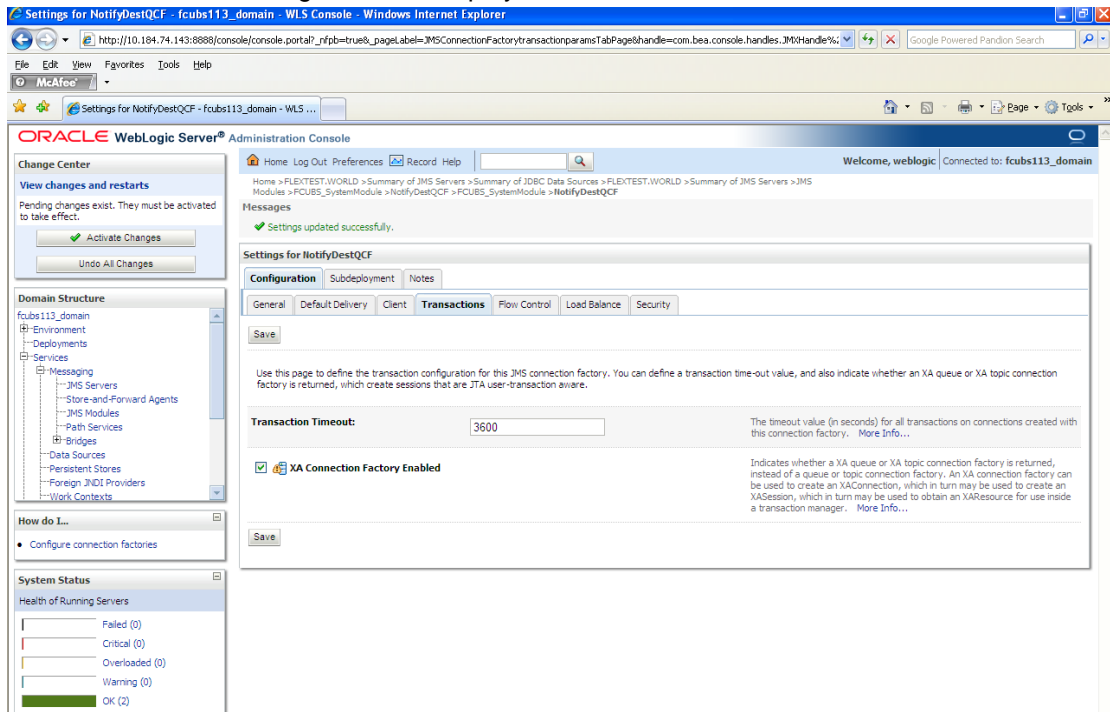 Settings for NotifyDestQCF - fcubs113_domain - WLS Console - Windows Internet Explorer
http://10.184.74.143:8888/console/console.portal?_nfpb=true&_pageLabel=JMSConnectionFactorytransactionparamsTabPage&handle=com.bea.console.handles.JMXHandle%;
Google Powered Pandion Search
File Edit View Favorites Tools Help
McAfee
Settings for NotifyDestQCF - fcubs113_domain - WLS ...
Page Tools
ORACLE WebLogic Server® Administration Console
Change Center
View changes and restarts
Pending changes exist. They must be activated
to take effect.
Activate Changes
Undo All Changes
Domain Structure
fcubs113_domain
Environment
Deployments
Services
Messaging
JMS Servers
Store-and-Forward Agents
JMS Modules
Path Services
Bridges
Data Sources
Persistent Stores
Foreign JNDI Providers
Work Contexts
How do I...
Configure connection factories
System Status
Health of Running Servers
Failed (0)
Critical (0)
Overloaded (0)
Warning (0)
OK (2)
Home Log Out Preferences Record Help
Welcome, weblogic Connected to: fcubs113_domain
Home >FLEXTEST.WORLD >Summary of JMS Servers >Summary of JDBC Data Sources >FLEXTEST.WORLD >Summary of JMS Servers >JMS
Modules >FCUBS_SystemModule >NotifyDestQCF >FCUBS_SystemModule >NotifyDestQCF
Messages
Settings updated successfully.
Settings for NotifyDestQCF
Configuration Subdeployment Notes
General Default Delivery Client Transactions Flow Control Load Balance Security
Save
Use this page to define the transaction configuration for this JMS connection factory. You can define a transaction time-out value, and also indicate whether an XA queue or XA topic connection
factory is returned, which create sessions that are JTA user-transaction aware.
Transaction Timeout:
3600
The timeout value (in seconds) for all transactions on connections created with
this connection factory. More Info...
XA Connection Factory Enabled
Indicates whether a XA queue or XA topic connection factory is returned,
instead of a queue or topic connection factory. An XA connection factory can
be used to create an XAConnection, which in turn may be used to create an
XASession, which in turn may be used to obtain an XAResource for use inside
a transaction manager. More Info...
Save